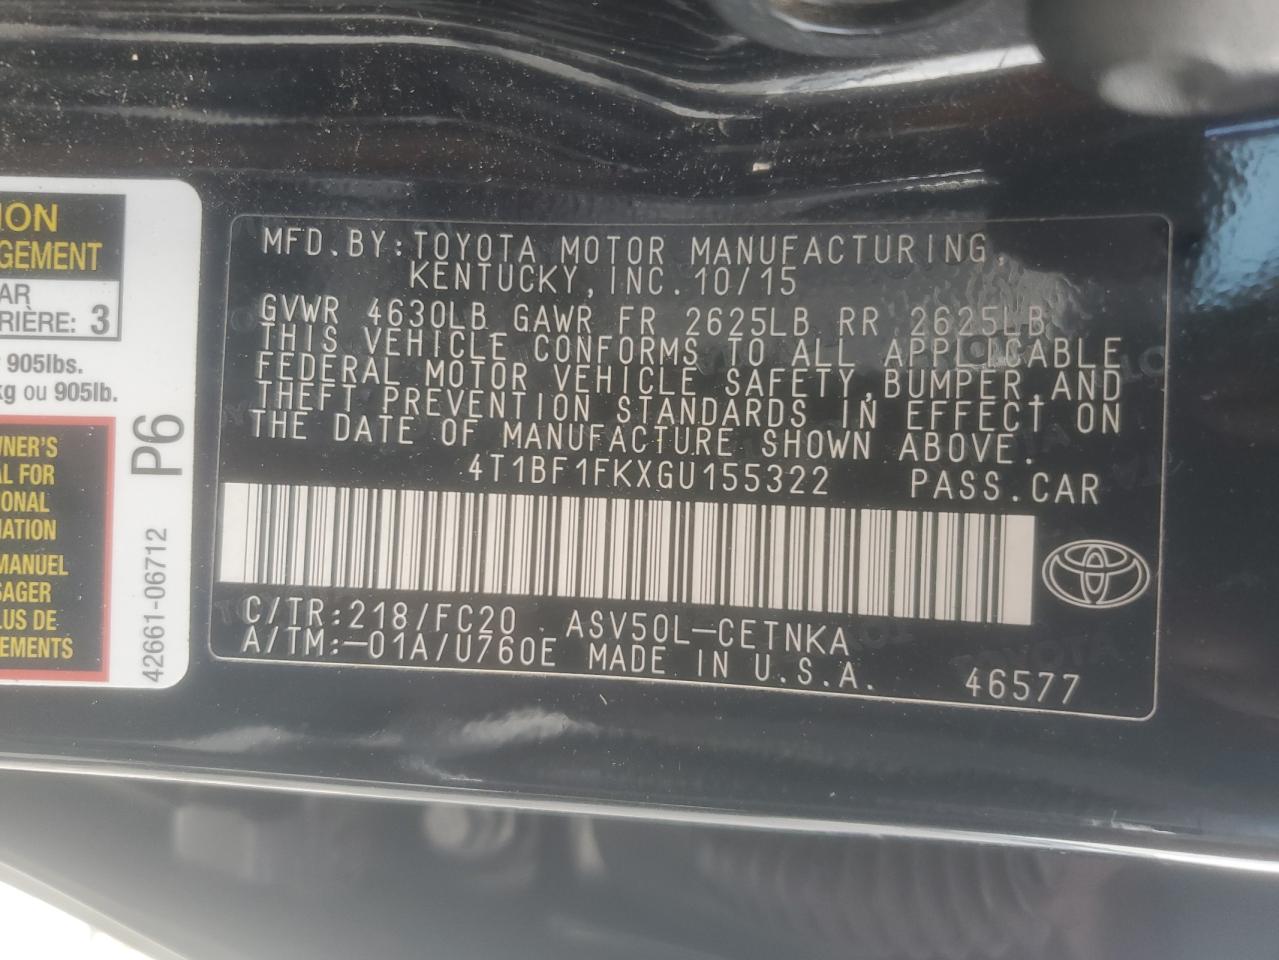 ION
GEMENT
AR
RIÈRE: 3
905lbs.
kg ou 905lb.
WNER'S
AL FOR
IONAL
MATION
MANUEL
SAGER
LUS DE
EMENTS
P6
42661-06712
MFD.BY:TOYOTA MOTOR MANUFACTURING,
KENTUCKY,INC.10/15
GVWR 4630LB GAWR FR 2625LB RR 2625LB
THIS VEHICLE CONFORMS TO ALL APPLICABLE
FEDERAL MOTOR VEHICLE SAFETY,BUMPER,AND
THEFT PREVENTION STANDARDS IN EFFECT ON
THE DATE OF MANUFACTURE SHOWN ABOVE.
4T1BF1FKXGU155322 PASS.CAR
C/TR:218/FC20 ASV50L-CETNKA
A/TM:-01A/U760E MADE IN U.S.A. 46577